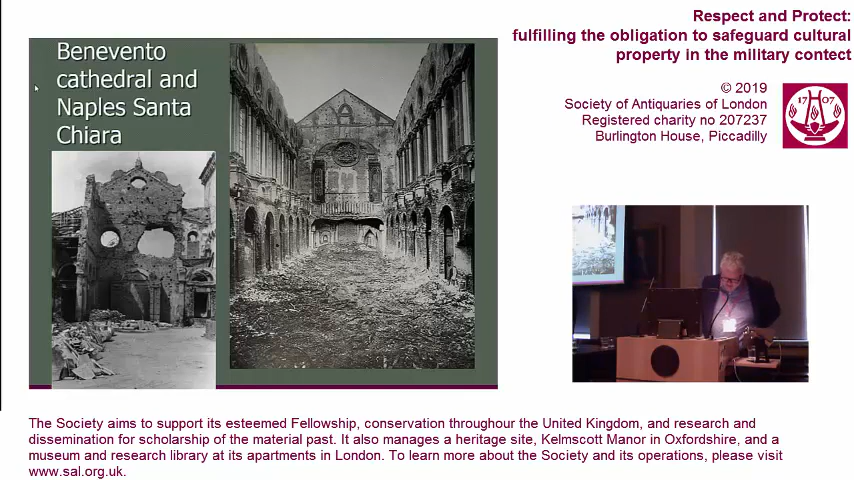 Benevento
cathedral and
Naples Santa
Chiara
Respect and Protect:
fulfilling the obligation to safeguard cultural
property in the military contect
© 2019
Society of Antiquaries of London
Registered charity no 207237
Burlington House, Piccadilly
17 07
The Society aims to support its esteemed Fellowship, conservation throughour the United Kingdom, and research and
dissemination for scholarship of the material past. It also manages a heritage site, Kelmscott Manor in Oxfordshire, and a
museum and research library at its apartments in London. To learn more about the Society and its operations, please visit
www.sal.org.uk.